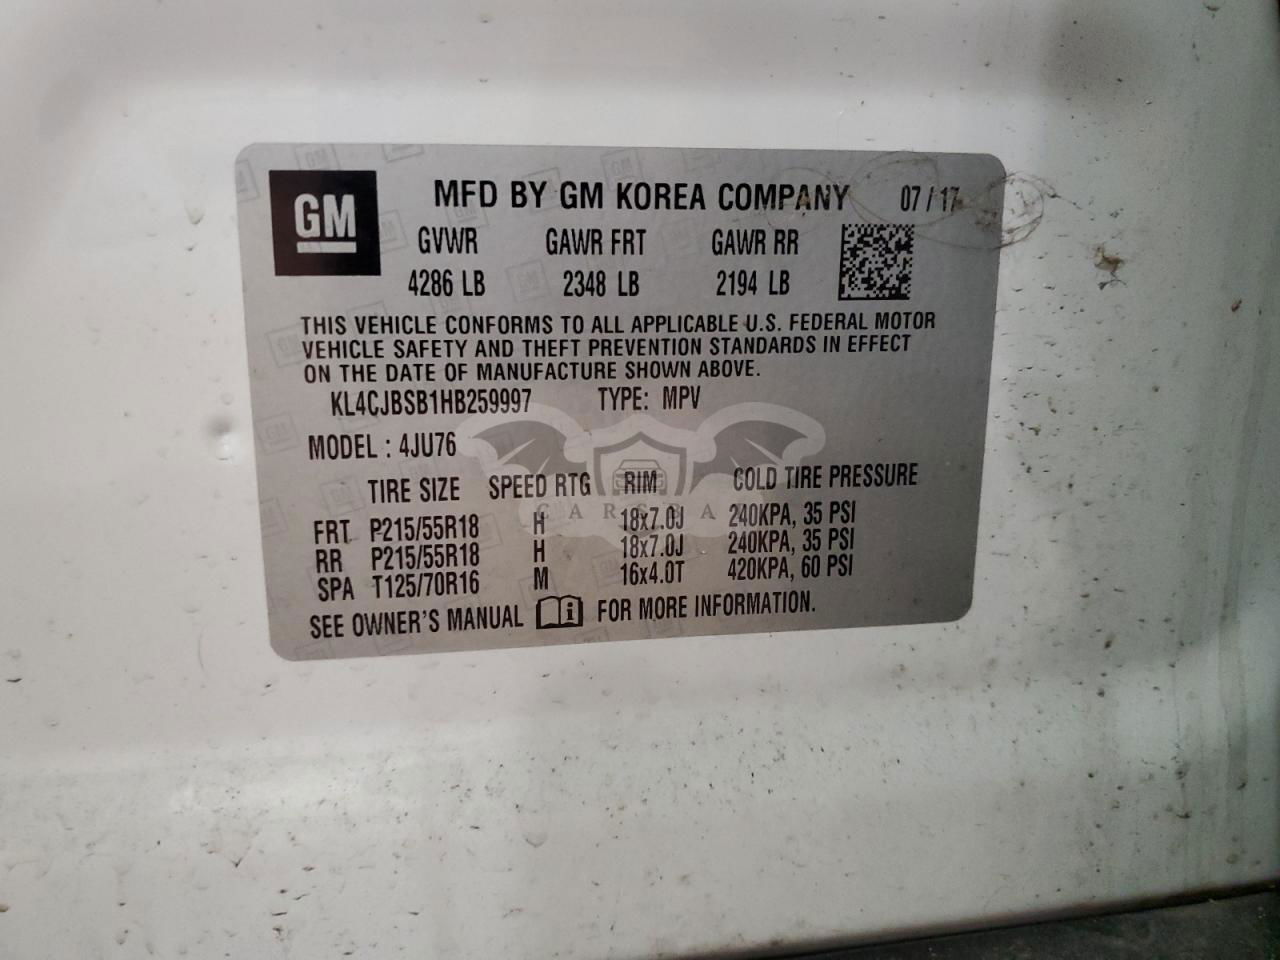 GM
MFD BY GM KOREA COMPANY 07/17
GVWR GAWR FRT GAWR RR
4286 LB 2348 LB 2194 LB
THIS VEHICLE CONFORMS TO ALL APPLICABLE U.S. FEDERAL MOTOR
VEHICLE SAFETY AND THEFT PREVENTION STANDARDS IN EFFECT
ON THE DATE OF MANUFACTURE SHOWN ABOVE.
KL4CJBSB1HB259997 TYPE: MPV
MODEL : 4JU76
TIRE SIZE SPEED RTG RIM COLD TIRE PRESSURE
FRT P215/55R18 H 18x7.0J 240KPA, 35 PSI
RR P215/55R18 H 18x7.0J 240KPA, 35 PSI
SPA T125/70R16 M 16x4.0T 420KPA, 60 PSI
SEE OWNER'S MANUAL FOR MORE INFORMATION.